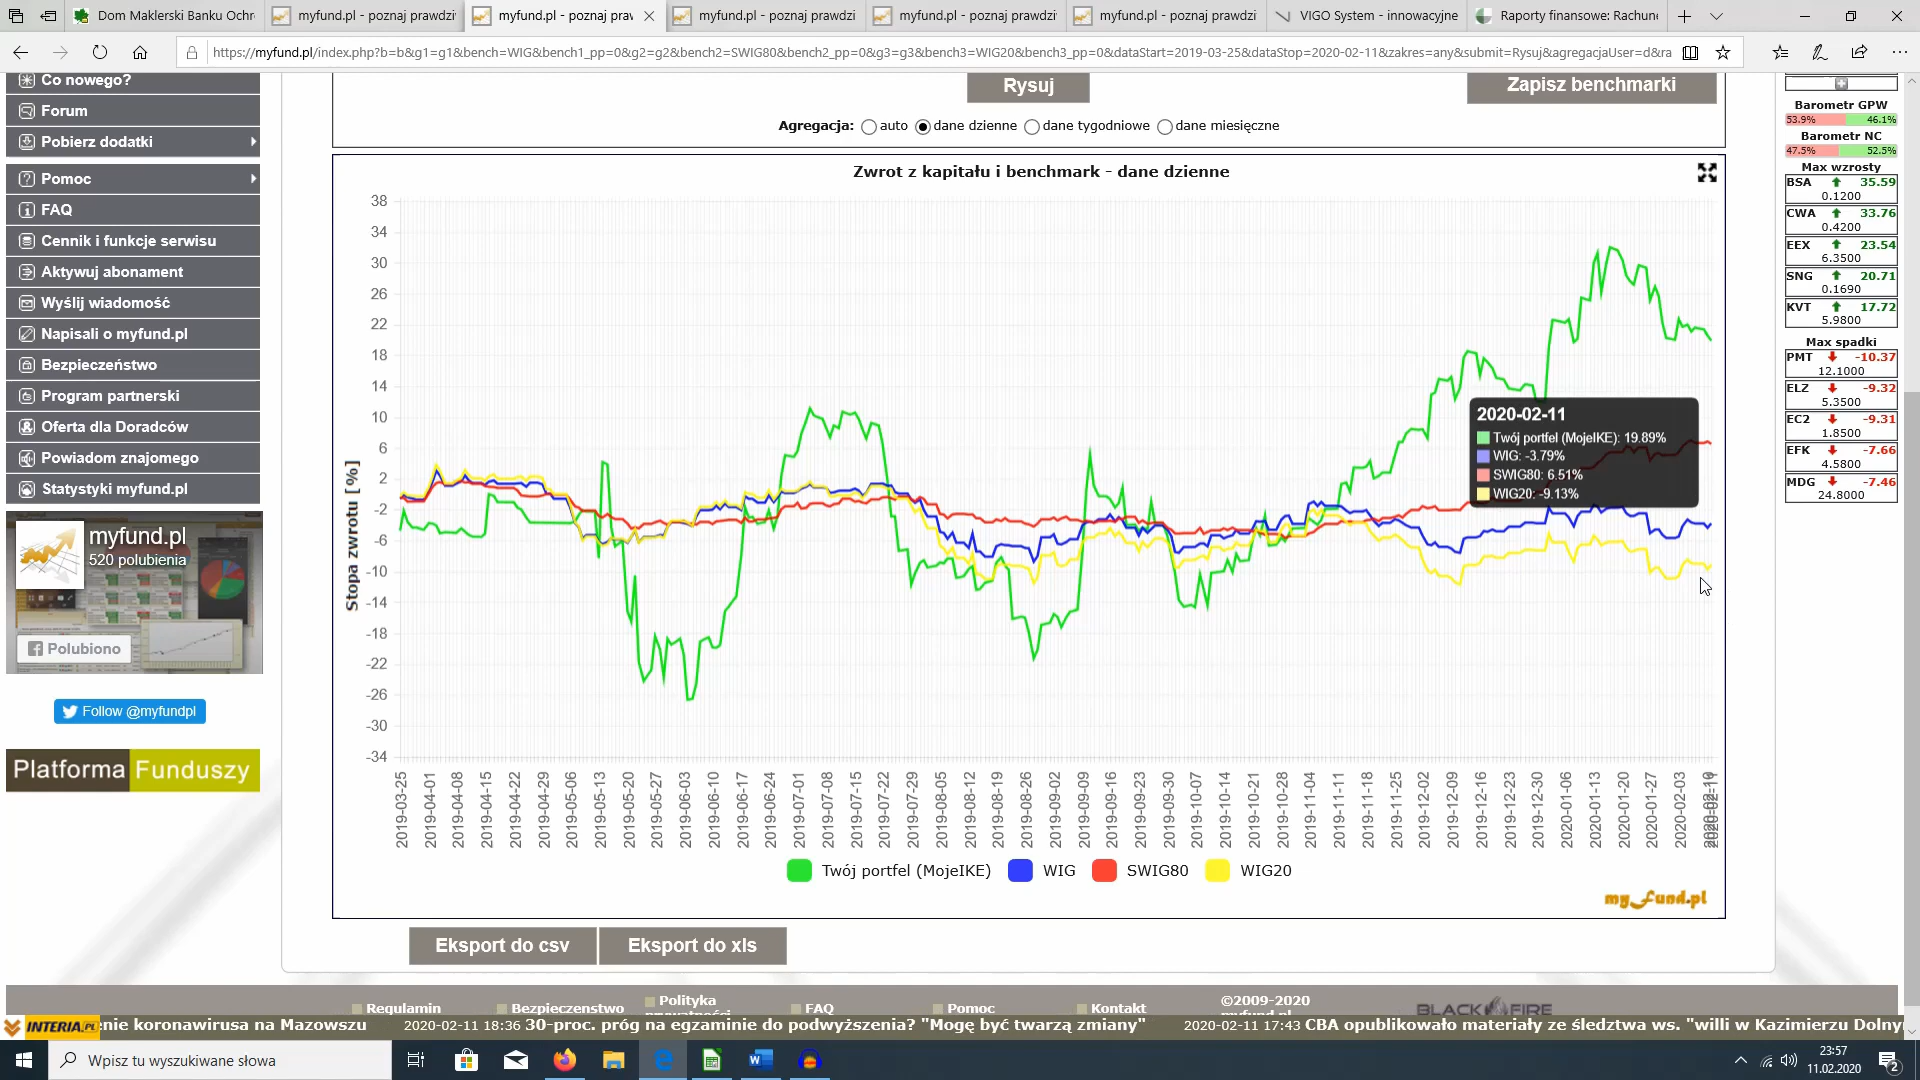 Dom Maklerski Banku Ochr
myfund.pl - poznaj prawdzi
myfund.pl - poznaj praw
myfund.pl - poznaj prawdzi
myfund.pl - poznaj prawdzi
myfund.pl - poznaj prawdzi
VIGO System - innowacyjne
Raporty finansowe: Rachun
https://myfund.pl/index.php?b=b&g1=g1&bench=WIG&bench1_pp=0&g2=g2&bench2=SWIG80&bench2_pp=0&g3=g3&bench3=WIG20&bench3_pp=0&dataStart=2019-03-25&dataStop=2020-02-11&zakres=any&submit=Rysuj&agregacjaUser=d&ra
Co nowego?
Forum
Pobierz dodatki
Pomoc
FAQ
Cennik i funkcje serwisu
Aktywuj abonament
Wyślij wiadomość
Napisali o myfund.pl
Bezpieczeństwo
Program partnerski
Oferta dla Doradców
Powiadom znajomego
Statystyki myfund.pl
myfund.pl
520 polubienia
Polubiono
Follow @myfundpl
Platforma Funduszy
Rysuj
Zapisz benchmarki
Agregacja: auto dane dzienne dane tygodniowe dane miesięczne
Zwrot z kapitału i benchmark - dane dzienne
Stopa zwrotu [%]
38
34
30
26
22
18
14
10
6
2
-2
-6
-10
-14
-18
-22
-26
-30
-34
2020-02-11
Twój portfel (MojeIKE): 19.89%
WIG: -3.79%
SWIG80: 6.51%
WIG20: -9.13%
2019-03-25
2019-04-01
2019-04-08
2019-04-15
2019-04-22
2019-04-29
2019-05-06
2019-05-13
2019-05-20
2019-05-27
2019-06-03
2019-06-10
2019-06-17
2019-06-24
2019-07-01
2019-07-08
2019-07-15
2019-07-22
2019-07-29
2019-08-05
2019-08-12
2019-08-19
2019-08-26
2019-09-02
2019-09-09
2019-09-16
2019-09-23
2019-09-30
2019-10-07
2019-10-14
2019-10-21
2019-10-28
2019-11-04
2019-11-11
2019-11-18
2019-11-25
2019-12-02
2019-12-09
2019-12-16
2019-12-23
2019-12-30
2020-01-06
2020-01-13
2020-01-20
2020-01-27
2020-02-03
2020-02-10
2020-02-11
Twój portfel (MojeIKE) WIG SWIG80 WIG20
myfund.pl
Eksport do csv
Eksport do xls
Barometr GPW
53.9% 46.1%
Barometr NC
47.5% 52.5%
Max wzrosty
BSA 35.59
0.1200
CWA 33.76
0.4200
EEX 23.54
6.3500
SNG 20.71
0.1690
KVT 17.72
5.9800
Max spadki
PMT -10.37
12.1000
ELZ -9.32
5.3500
EC2 -9.31
1.8500
EFK -7.66
4.5800
MDG -7.46
24.8000
Regulamin
Bezpieczenstwo
Polityka
prywatności
FAQ
Pomoc
Kontakt
©2009-2020
myfund.pl
BLACK FIRE
INTERIA.PL
enie koronawirusa na Mazowszu 2020-02-11 18:36 30-proc. próg na egzaminie do podwyższenia? "Mogę być twarzą zmiany" 2020-02-11 17:43 CBA opublikowało materiały ze śledztwa ws. "willi w Kazimierzu Dolny
Wpisz tu wyszukiwane słowa
23:57
11.02.2020
2